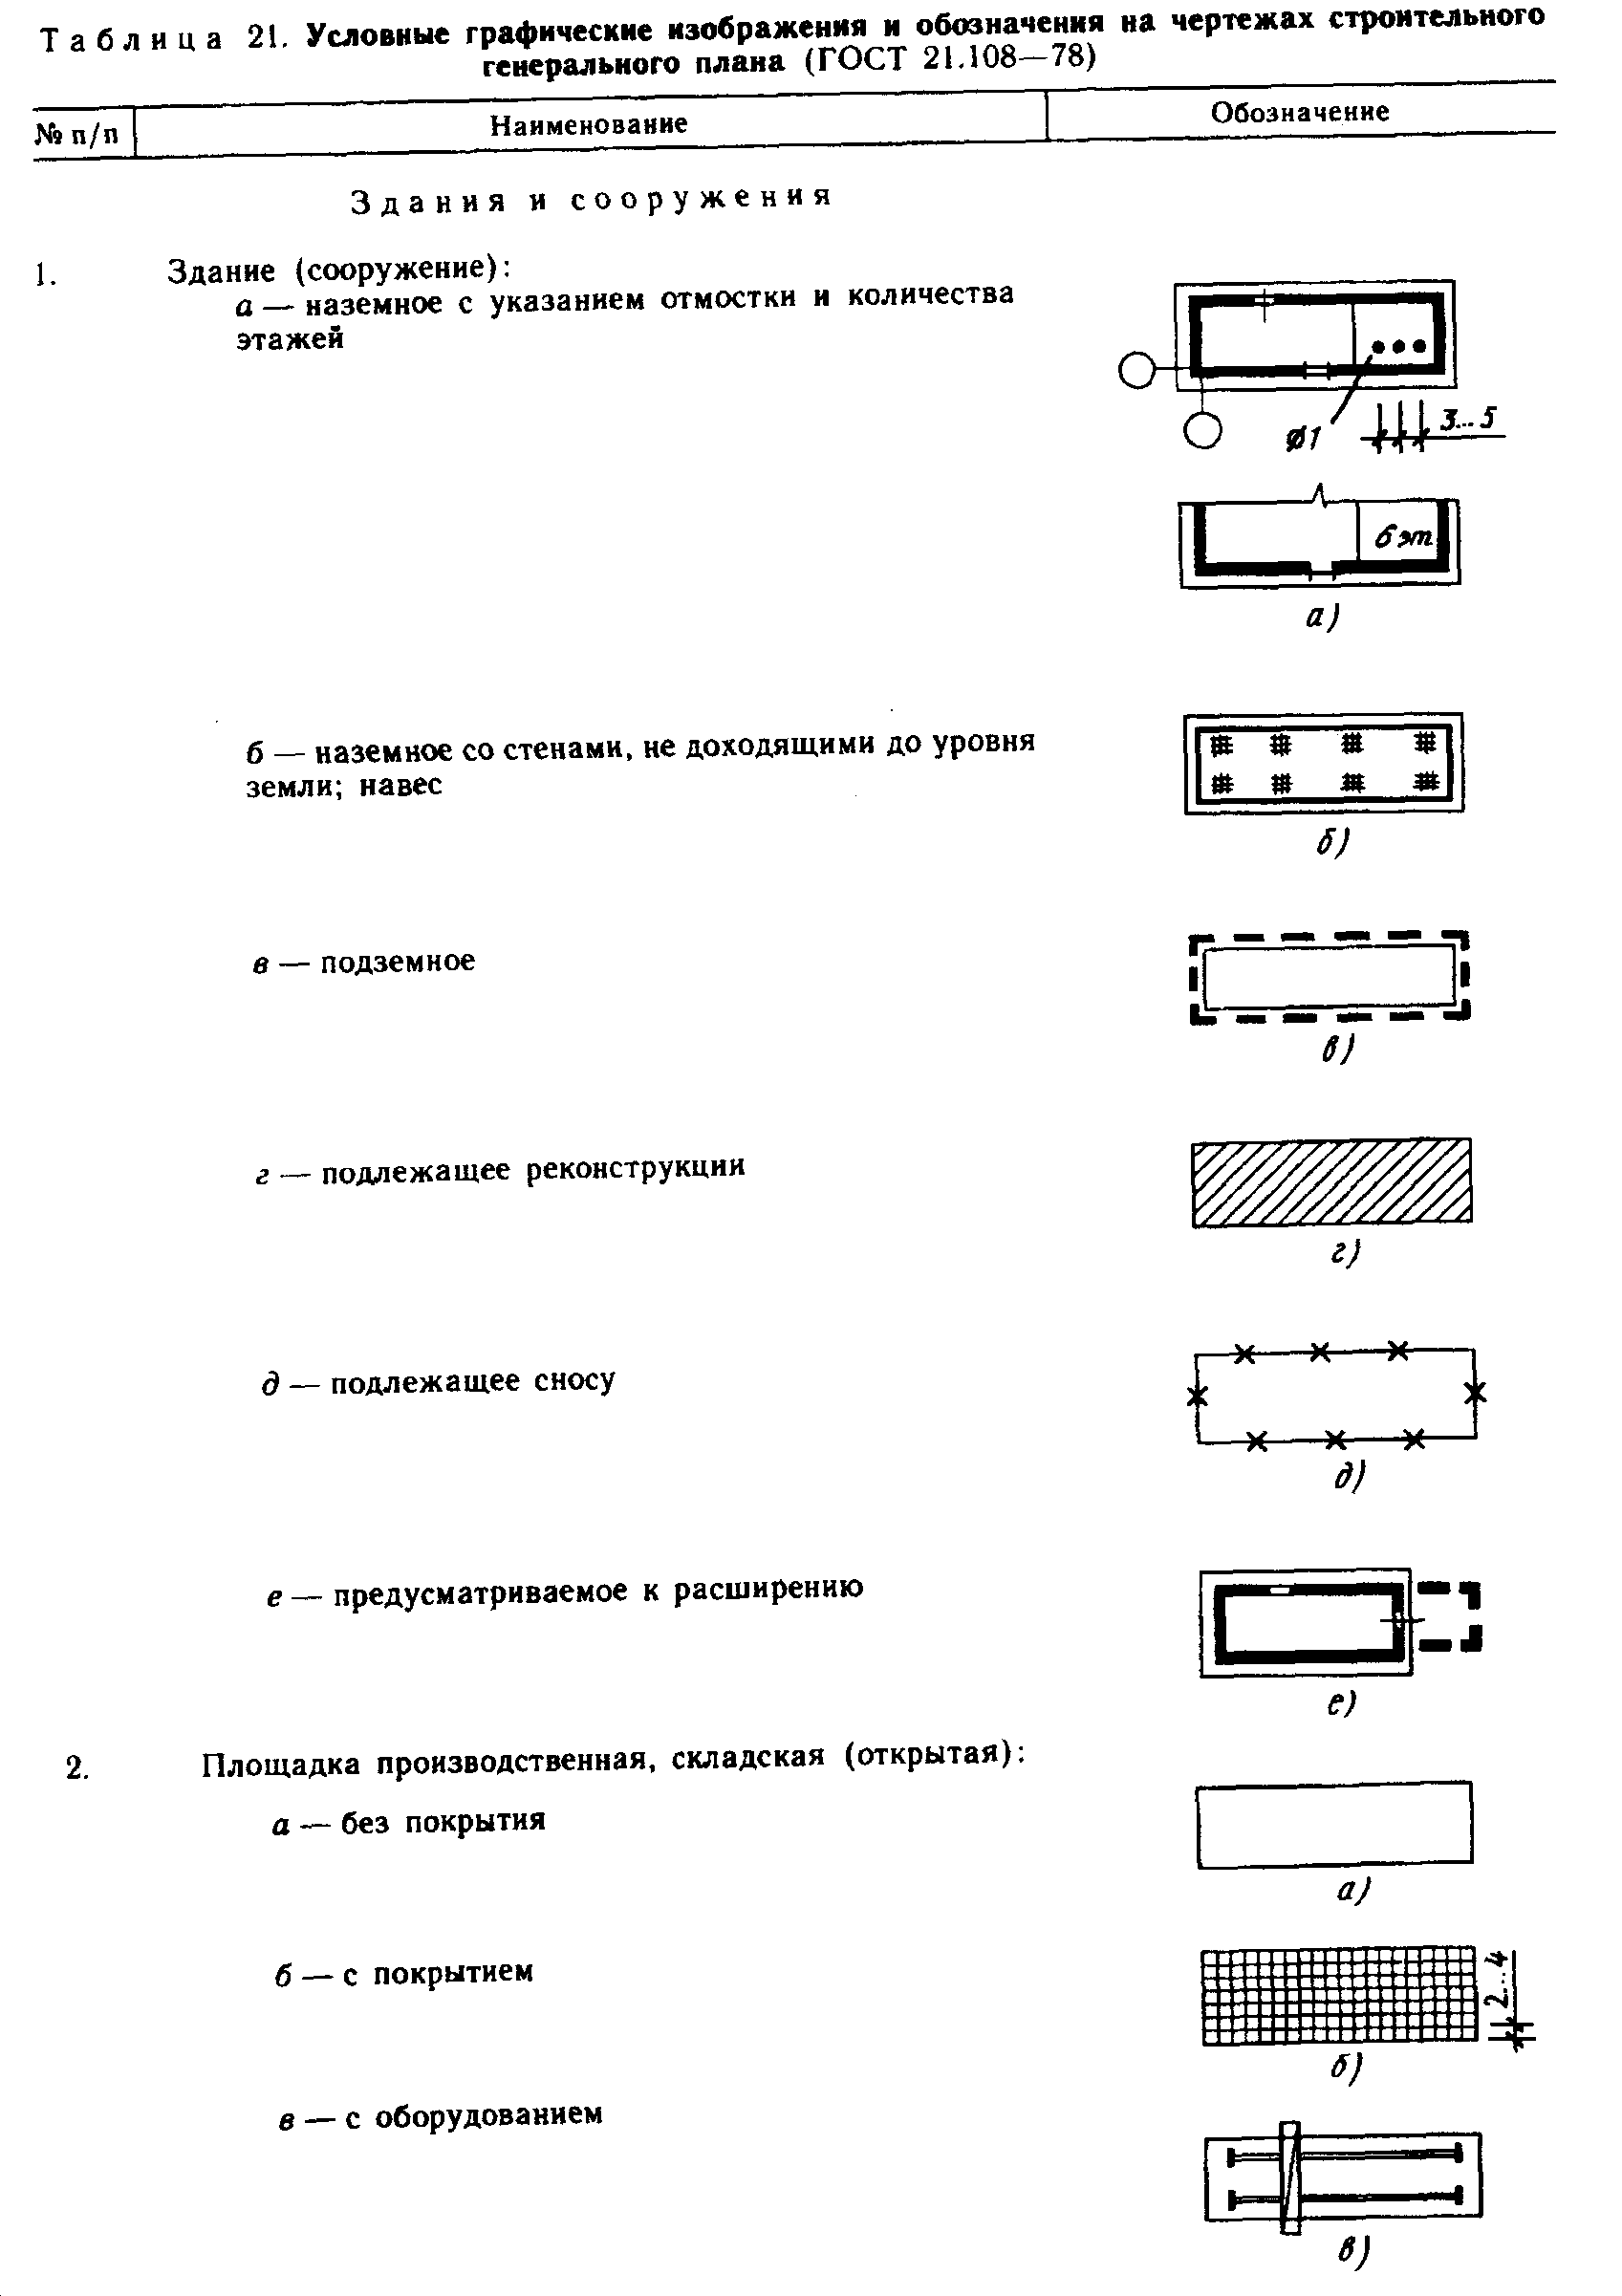 Таблица 21. Условные графические изображения и обозначения на чертежах строительного
генерального плана (ГОСТ 21.108—78)
№ п/п Наименование Обозначение
Здания и сооружения
1. Здание (сооружение):
а — наземное с указанием отмостки и количества
этажей
Ø1 3...5
6 эт
а)
б — наземное со стенами, не доходящими до уровня
земли; навес
б)
в — подземное
в)
г — подлежащее реконструкции
г)
д — подлежащее сносу
д)
е — предусматриваемое к расширению
е)
2. Площадка производственная, складская (открытая):
а — без покрытия
а)
б — с покрытием
2...4
б)
в — с оборудованием
в)